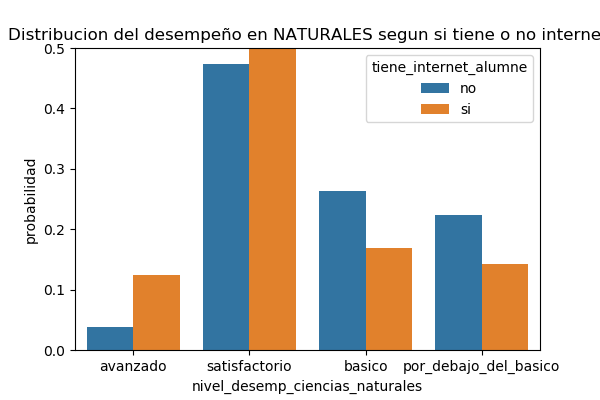 Distribucion del desempeño en NATURALES segun si tiene o no interne
tiene_internet_alumne
no
si
probabilidad
0.5
0.4
0.3
0.2
0.1
0.0
avanzado satisfactorio basico por_debajo_del_basico
nivel_desemp_ciencias_naturales